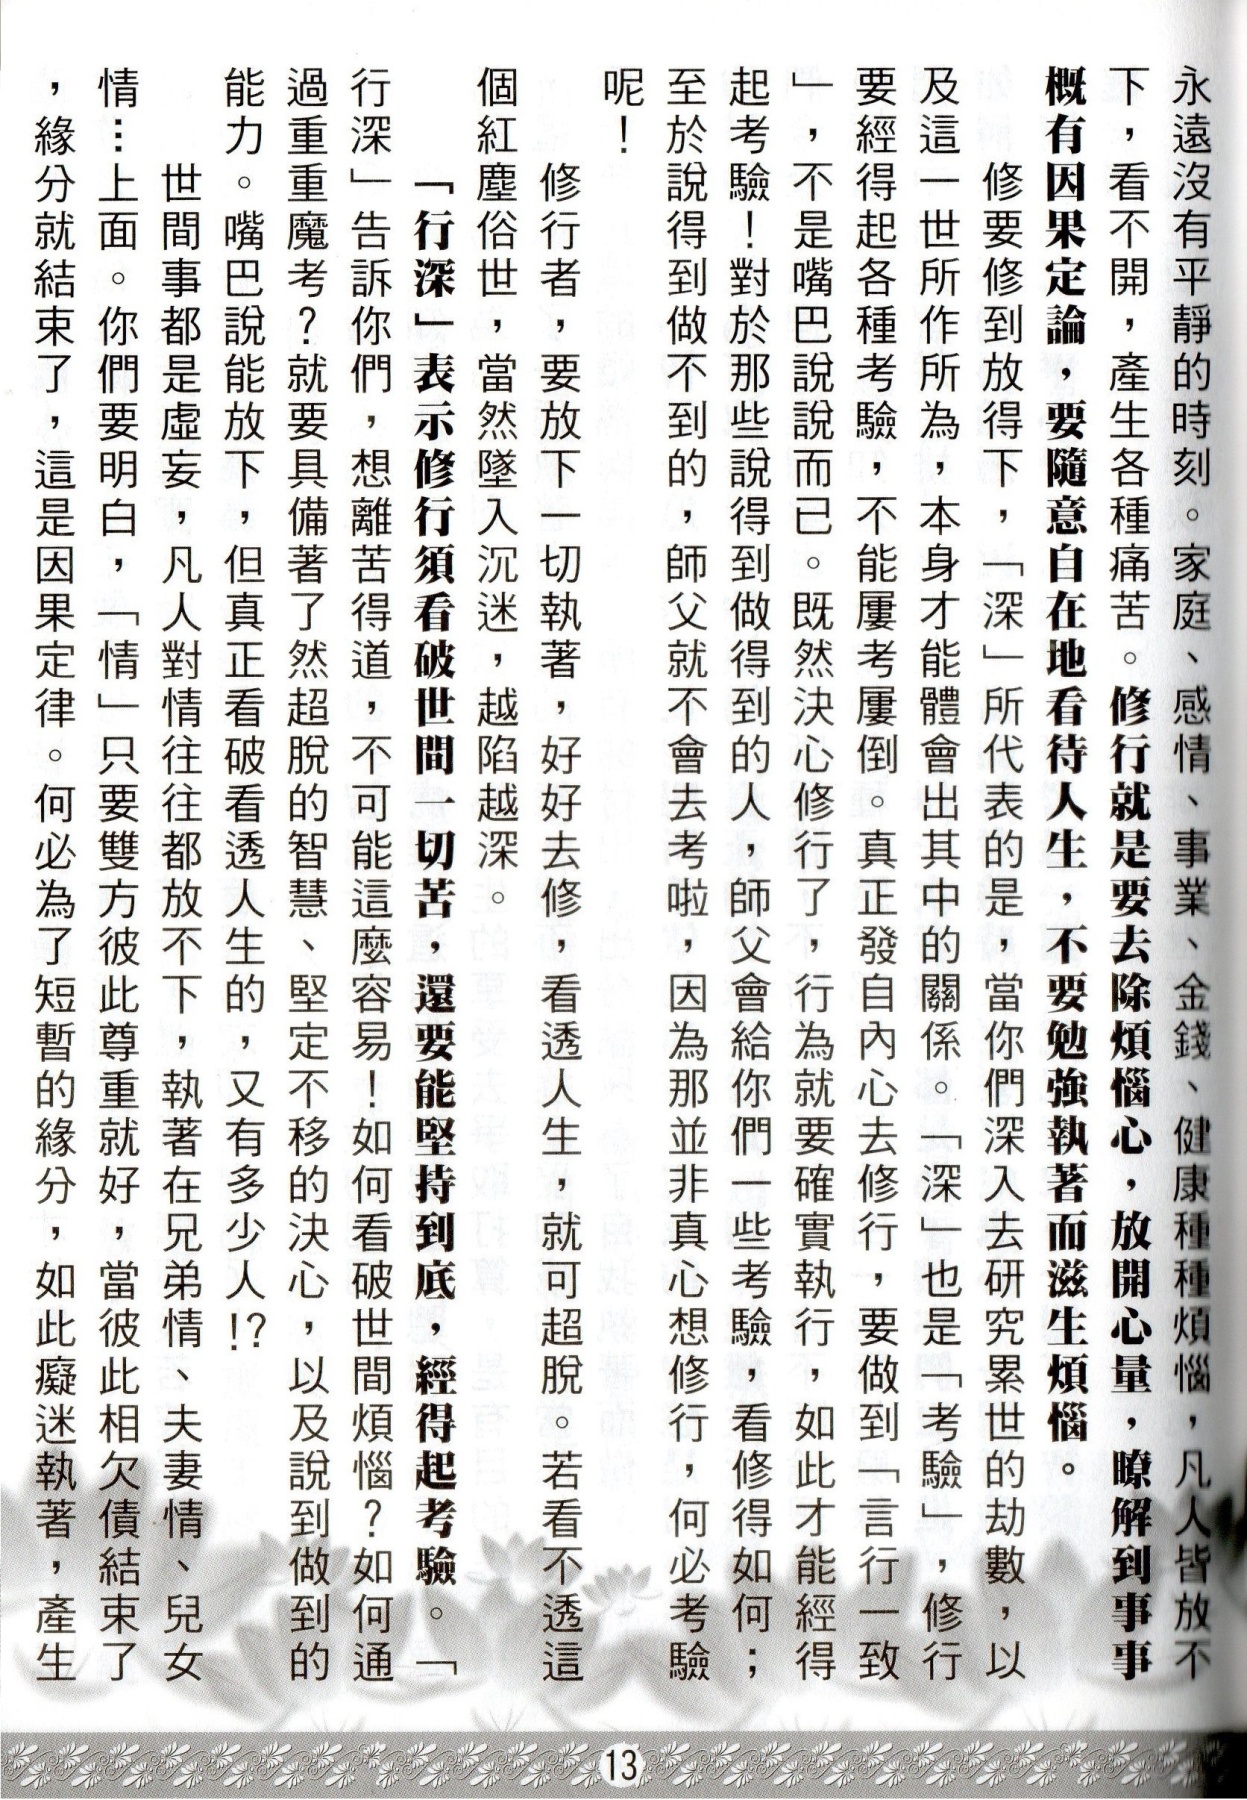 永遠沒有平靜的時刻。家庭、感情、事業、金錢、健康種種煩惱，凡人皆放不
下，看不開，產生各種痛苦。修行就是要去除煩惱心，放開心量，瞭解到事事
概有因果定論，要隨意自在地看待人生，不要勉強執著而滋生煩惱。
修要修到放得下，「深」所代表的是，當你們深入去研究累世的劫數，以
及這一世所作所為，本身才能體會出其中的關係。「深」也是「考驗」，修行
要經得起各種考驗，不能屢考屢倒。真正發自內心去修行，要做到「言行一致
」，不是嘴巴說說而已。既然決心修行了，行為就要確實執行，如此才能經得
起考驗！對於那些說得到做得到的人，師父會給你們一些考驗，看修得如何；
至於說得到做不到的，師父就不會去考啦，因為那並非真心想修行，何必考驗
呢！
修行者，要放下一切執著，好好去修，看透人生，就可超脫。若看不透這
個紅塵俗世，當然墜入沉迷，越陷越深。
「行深」表示修行須看破世間一切苦，還要能堅持到底，經得起考驗。「
行深」告訴你們，想離苦得道，不可能這麼容易！如何看破世間煩惱？如何通
過重重魔考？就要具備著了然超脫的智慧、堅定不移的決心，以及說到做到的
能力。嘴巴說能放下，但真正看破看透人生的，又有多少人!?
世間事都是虛妄，凡人對情往往都放不下，執著在兄弟情、夫妻情、兒女
情…上面。你們要明白，「情」只要雙方彼此尊重就好，當彼此相欠債結束了
，緣分就結束了，這是因果定律。何必為了短暫的緣分，如此癡迷執著，產生
13